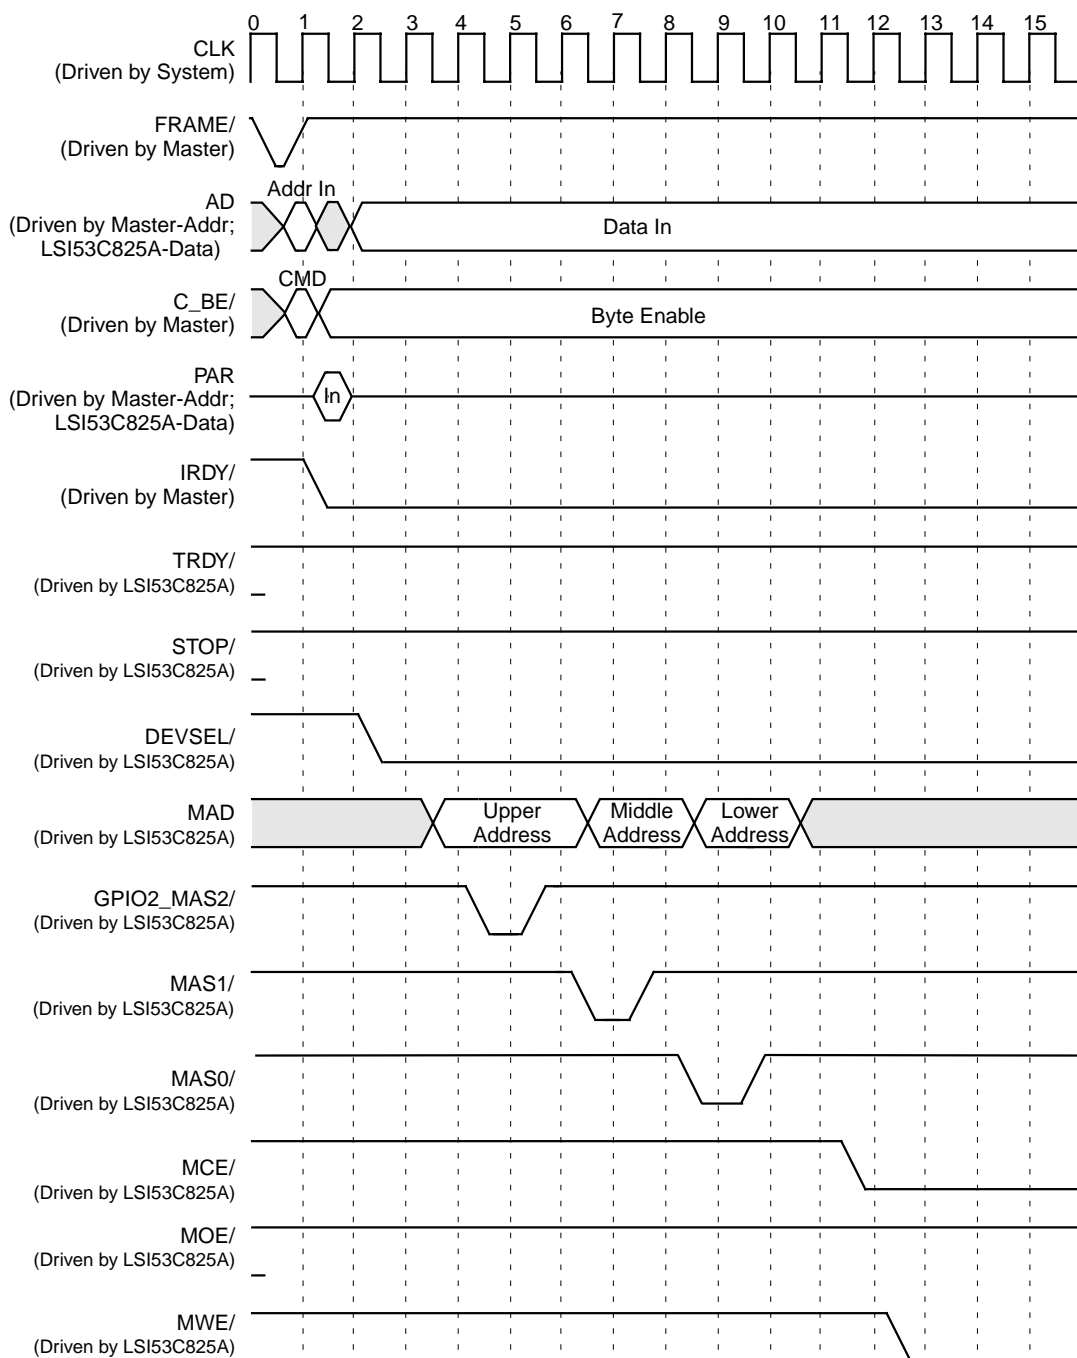 0 1 2 3 4 5 6 7 8 9 10 11 12 13 14 15
CLK
(Driven by System)
FRAME/
(Driven by Master)
Addr In
AD
(Driven by Master-Addr;
LSI53C825A-Data)
Data In
CMD
C_BE/
(Driven by Master)
Byte Enable
PAR
(Driven by Master-Addr;
LSI53C825A-Data)
In
IRDY/
(Driven by Master)
TRDY/
(Driven by LSI53C825A)
STOP/
(Driven by LSI53C825A)
DEVSEL/
(Driven by LSI53C825A)
MAD
(Driven by LSI53C825A)
Upper
Address
Middle
Address
Lower
Address
GPIO2_MAS2/
(Driven by LSI53C825A)
MAS1/
(Driven by LSI53C825A)
MAS0/
(Driven by LSI53C825A)
MCE/
(Driven by LSI53C825A)
MOE/
(Driven by LSI53C825A)
MWE/
(Driven by LSI53C825A)